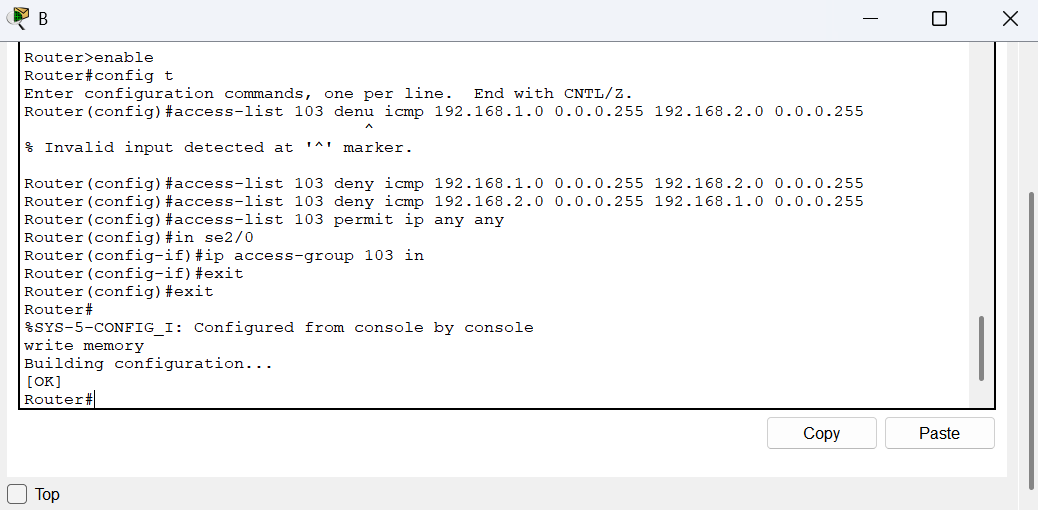 B
Router>enable
Router#config t
Enter configuration commands, one per line.  End with CNTL/Z.
Router(config)#access-list 103 denu icmp 192.168.1.0 0.0.0.255 192.168.2.0 0.0.0.255
^
% Invalid input detected at '^' marker.
Router(config)#access-list 103 deny icmp 192.168.1.0 0.0.0.255 192.168.2.0 0.0.0.255
Router(config)#access-list 103 deny icmp 192.168.2.0 0.0.0.255 192.168.1.0 0.0.0.255
Router(config)#access-list 103 permit ip any any
Router(config)#in se2/0
Router(config-if)#ip access-group 103 in
Router(config-if)#exit
Router(config)#exit
Router#
%SYS-5-CONFIG_I: Configured from console by console
write memory
Building configuration...
[OK]
Router#
Copy
Paste
Top